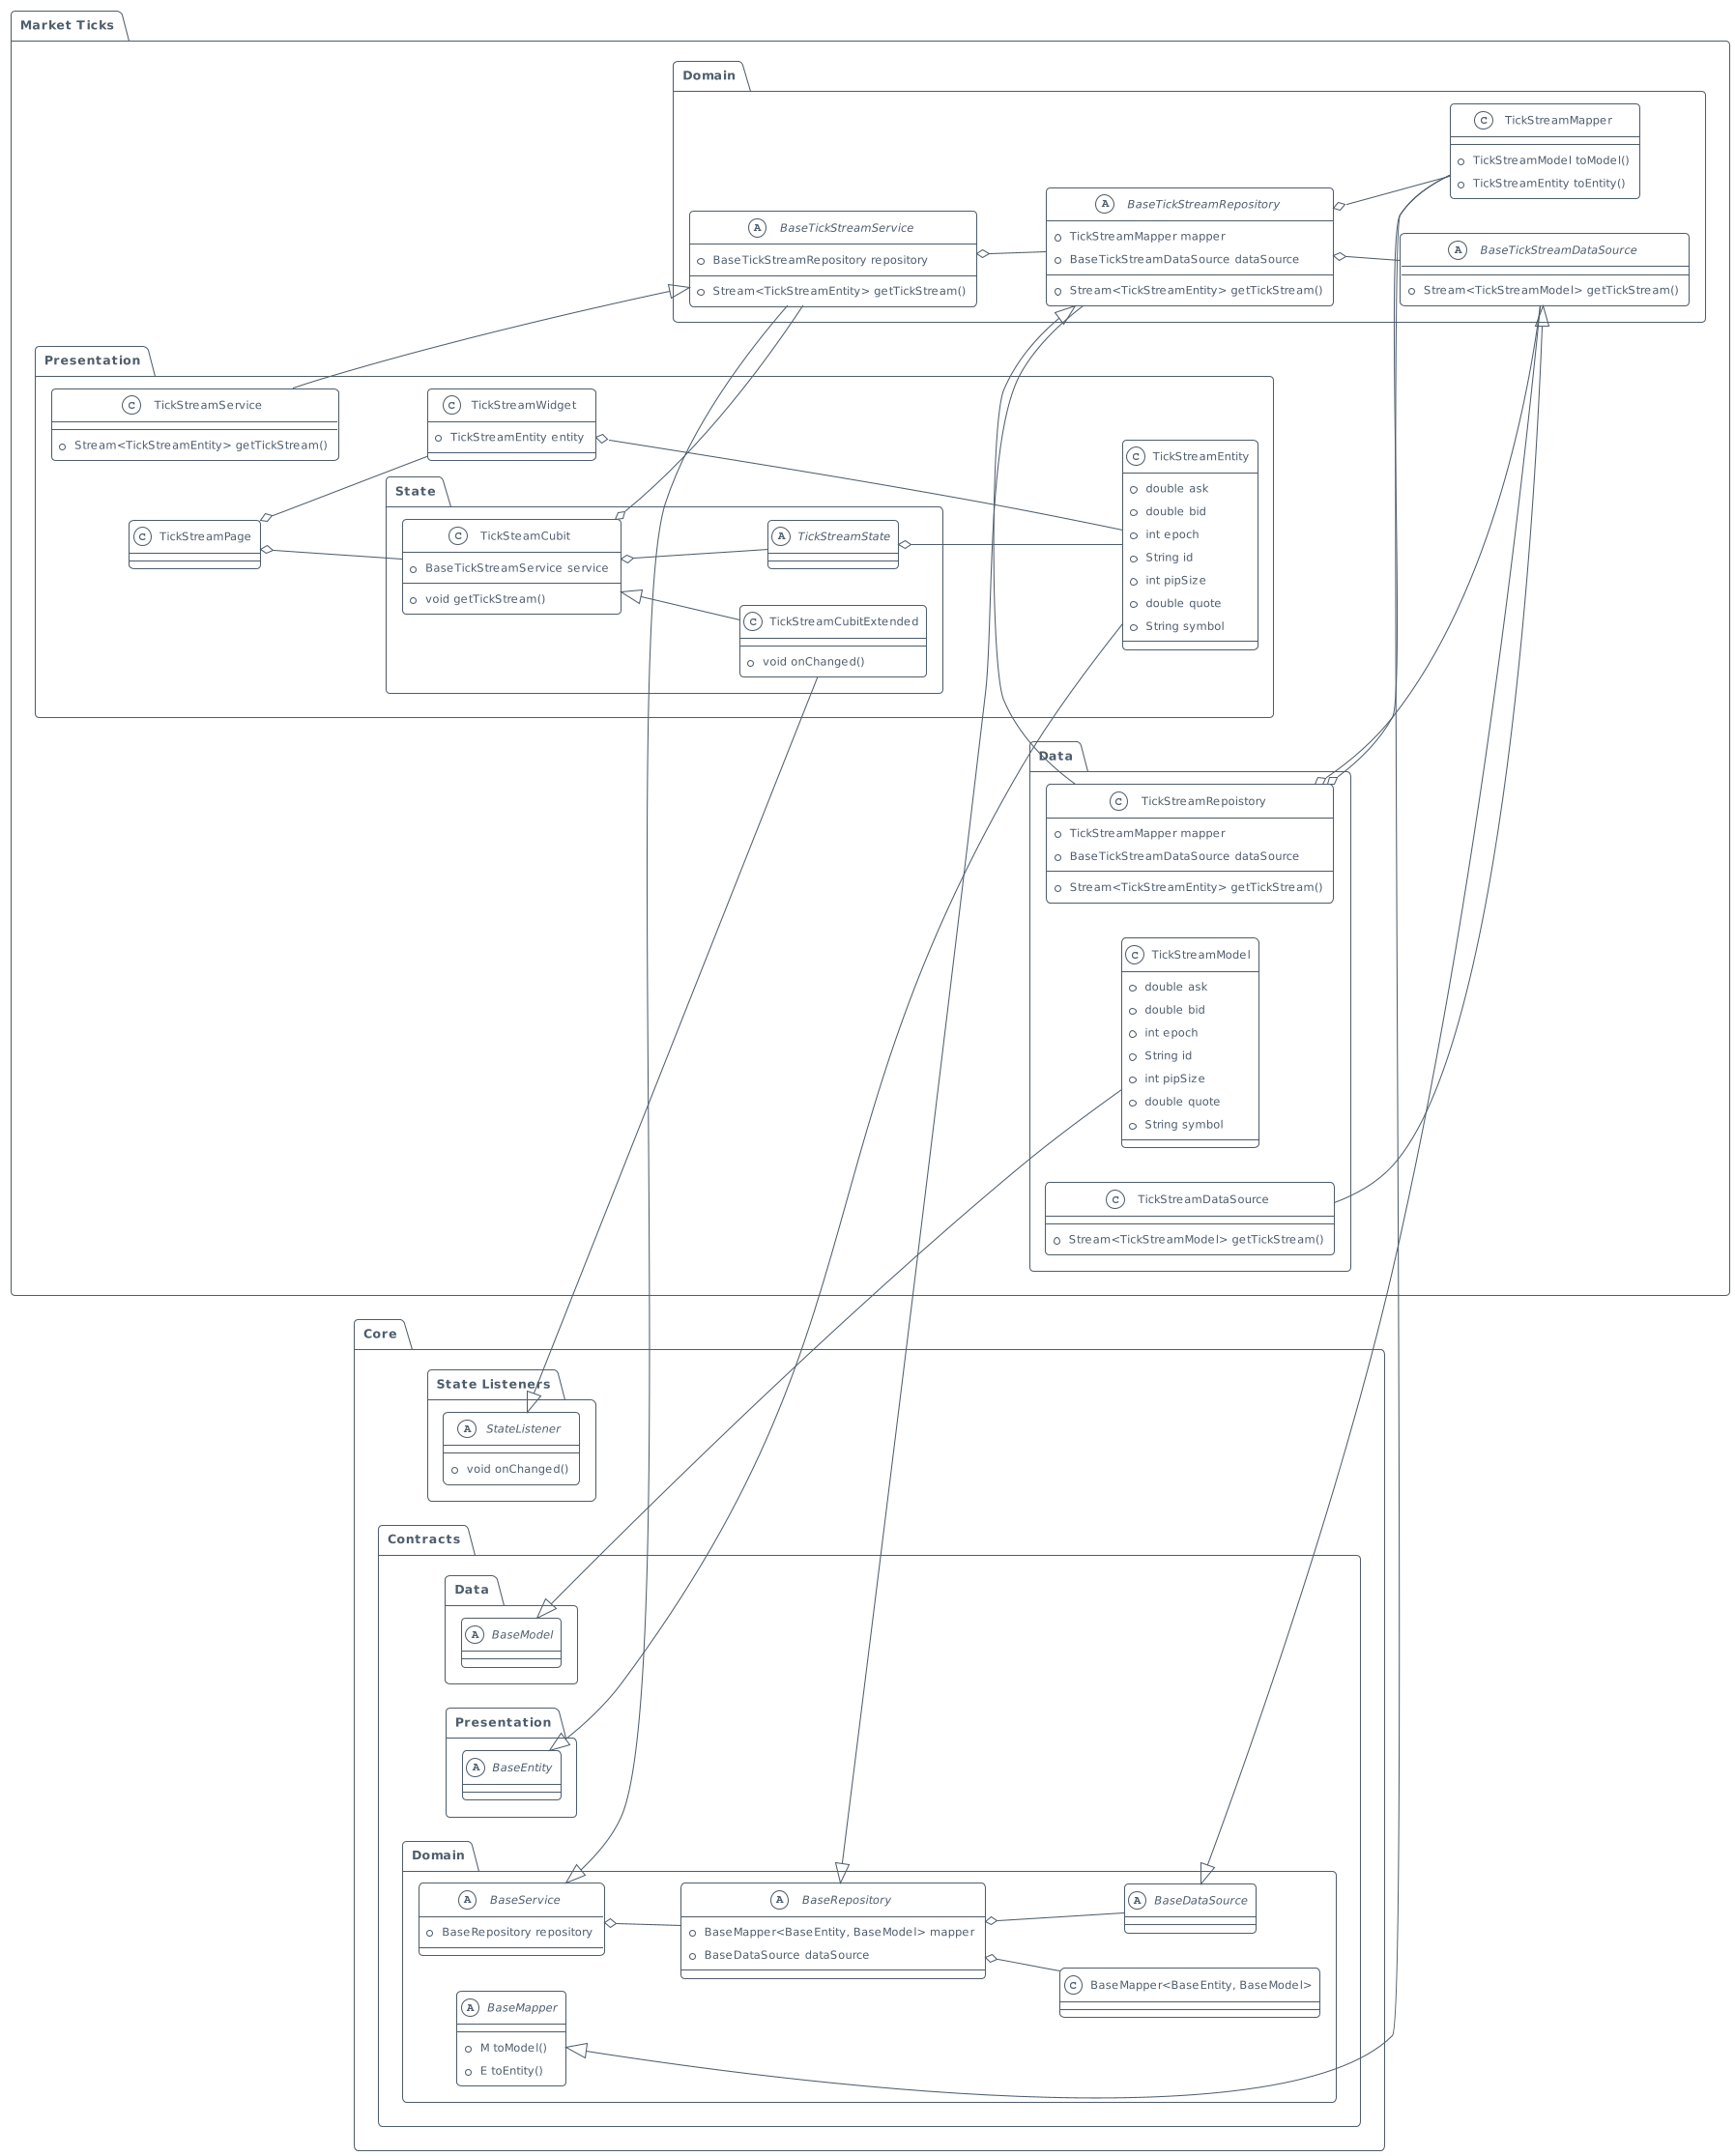 Market Ticks
Domain
C TickStreamMapper
TickStreamModel toModel()
TickStreamEntity toEntity()
A BaseTickStreamRepository
TickStreamMapper mapper
BaseTickStreamDataSource dataSource
Stream<TickStreamEntity> getTickStream()
A BaseTickStreamService
BaseTickStreamRepository repository
Stream<TickStreamEntity> getTickStream()
A BaseTickStreamDataSource
Stream<TickStreamModel> getTickStream()
Presentation
C TickStreamService
Stream<TickStreamEntity> getTickStream()
C TickStreamWidget
TickStreamEntity entity
C TickStreamEntity
double ask
double bid
int epoch
String id
int pipSize
double quote
String symbol
State
C TickStreamPage
C TickSteamCubit
BaseTickStreamService service
void getTickStream()
A TickStreamState
C TickStreamCubitExtended
void onChanged()
Data
C TickStreamRepoistory
TickStreamMapper mapper
BaseTickStreamDataSource dataSource
Stream<TickStreamEntity> getTickStream()
C TickStreamModel
double ask
double bid
int epoch
String id
int pipSize
double quote
String symbol
C TickStreamDataSource
Stream<TickStreamModel> getTickStream()
Core
State Listeners
A StateListener
void onChanged()
Contracts
Data
A BaseModel
Presentation
A BaseEntity
Domain
A BaseService
BaseRepository repository
A BaseRepository
BaseMapper<BaseEntity, BaseModel> mapper
BaseDataSource dataSource
A BaseDataSource
C BaseMapper<BaseEntity, BaseModel>
A BaseMapper
M toModel()
E toEntity()